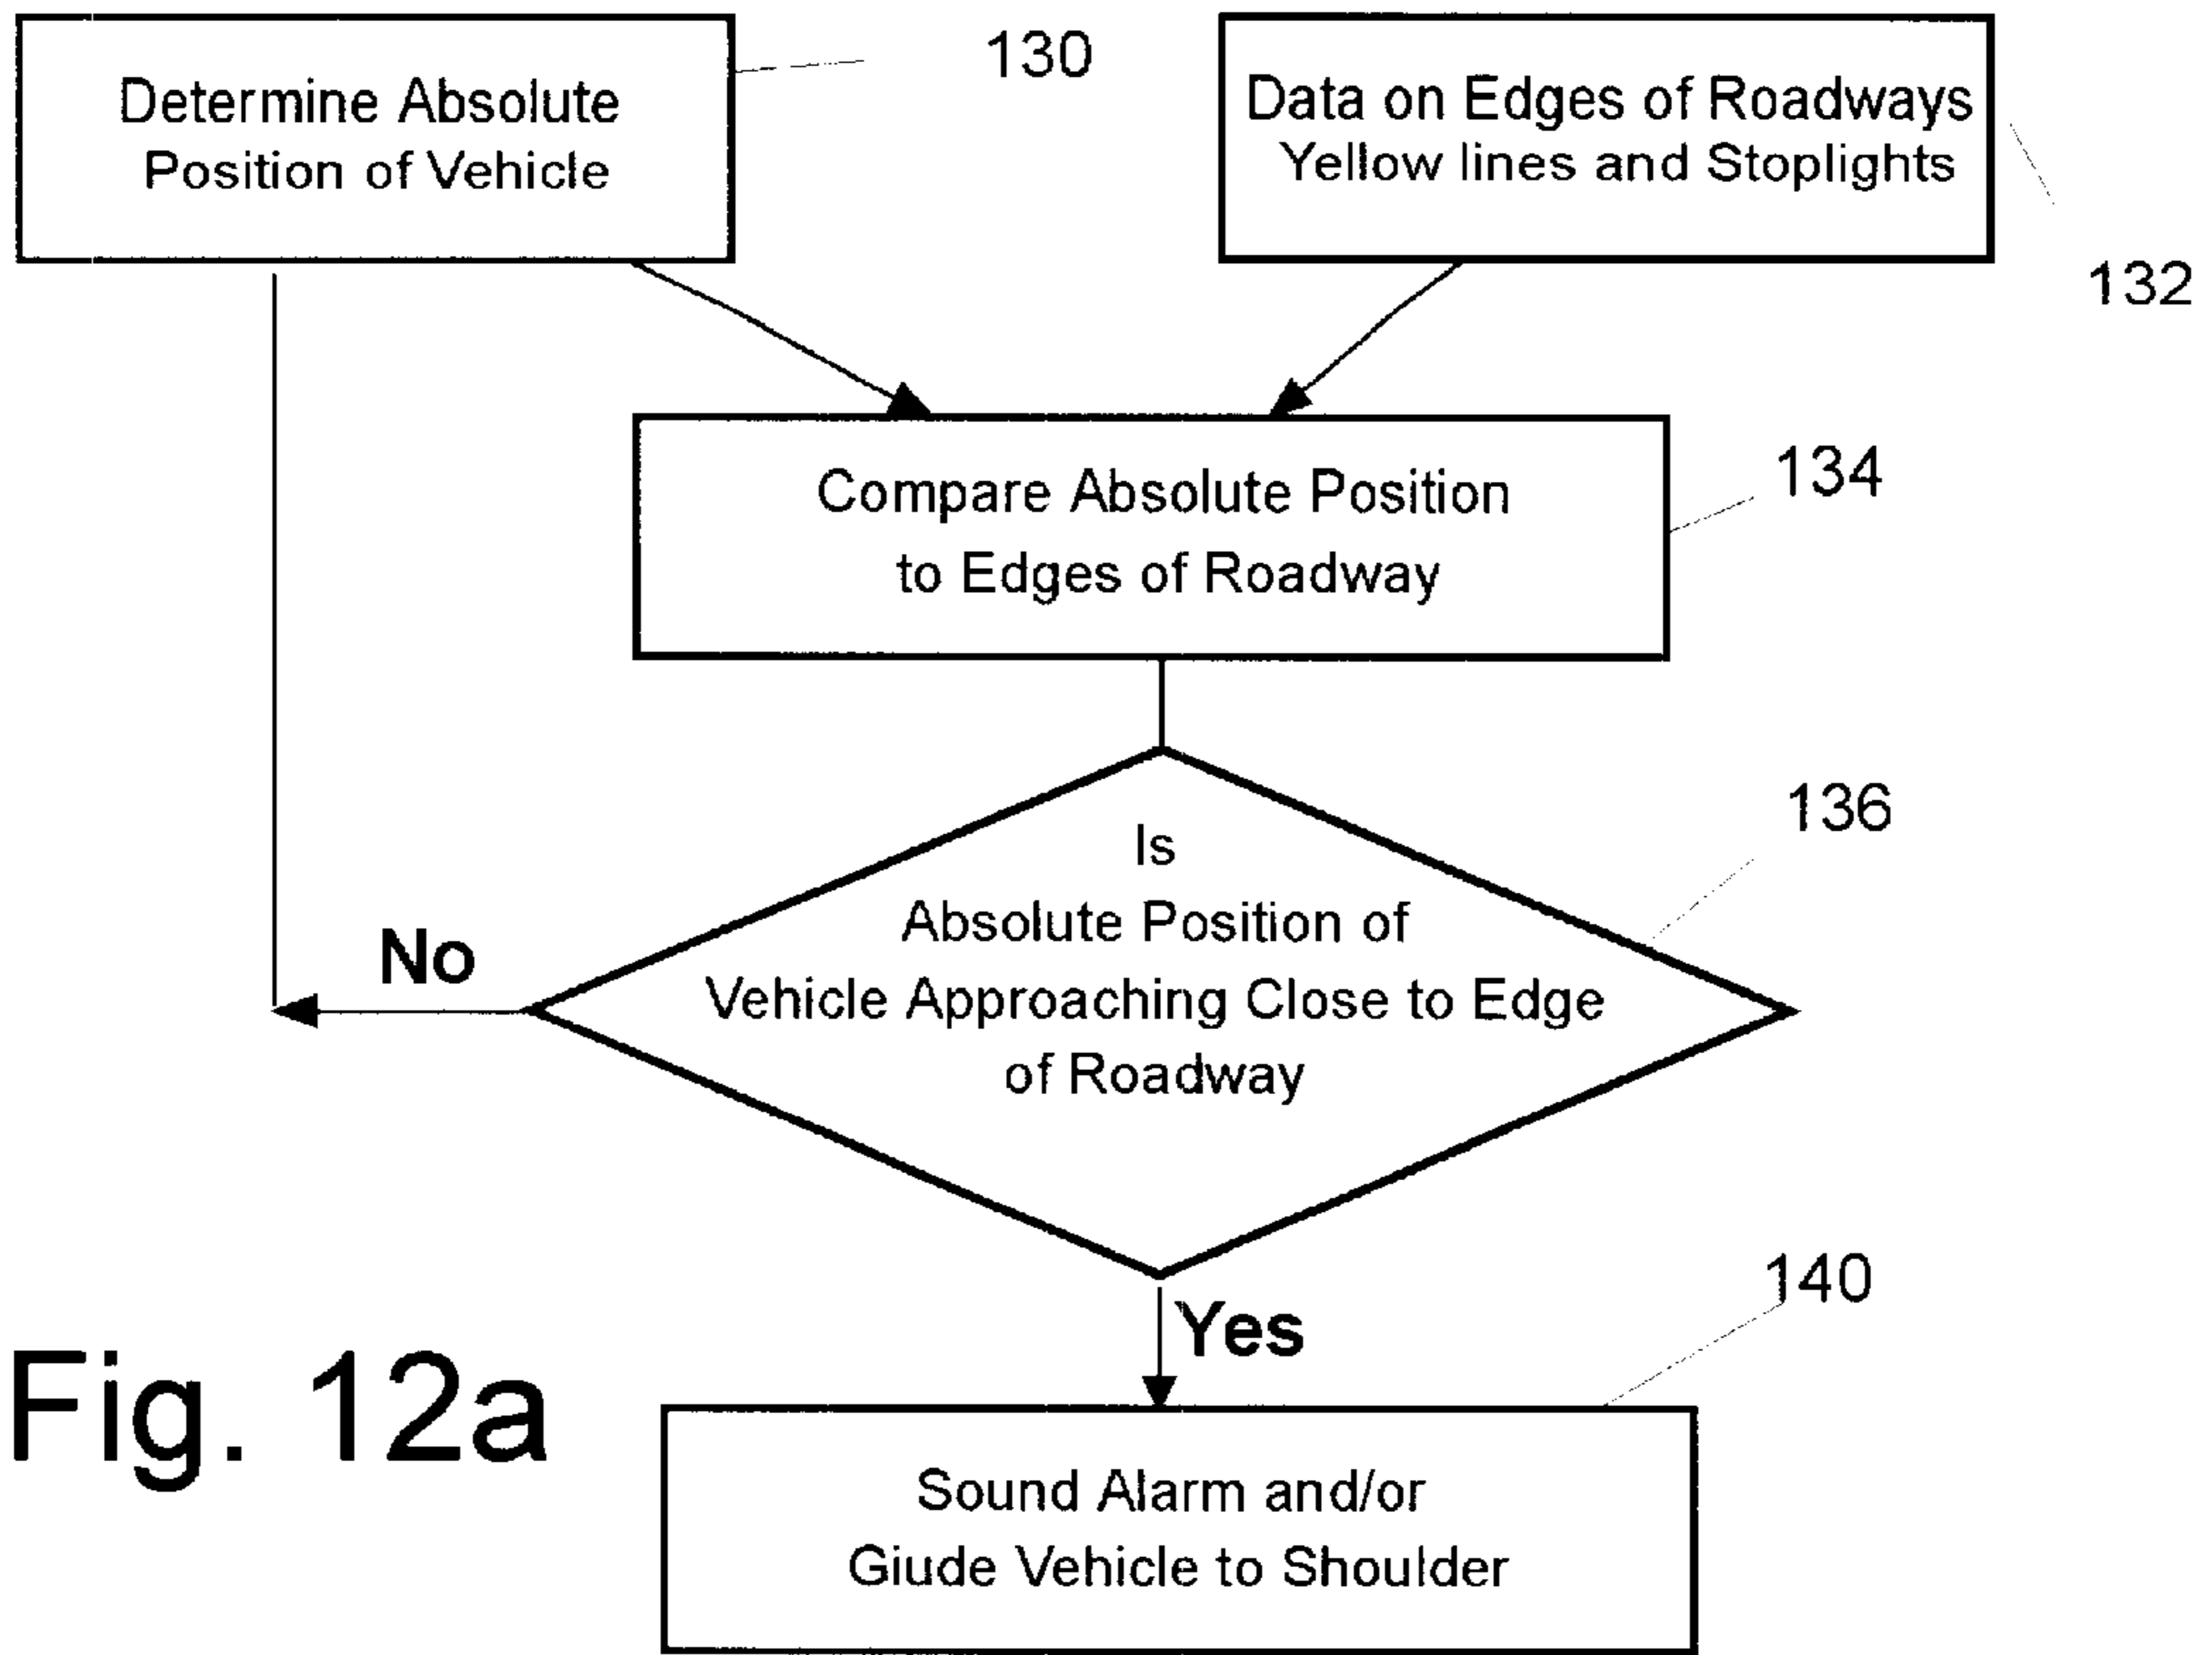 Determine Absolute
Position of Vehicle
130
Data on Edges of Roadways
Yellow lines and Stoplights
132
Compare Absolute Position
to Edges of Roadway
134
Is
Absolute Position of
Vehicle Approaching Close to Edge
of Roadway
136
No
Yes
140
Sound Alarm and/or
Giude Vehicle to Shoulder
Fig. 12a